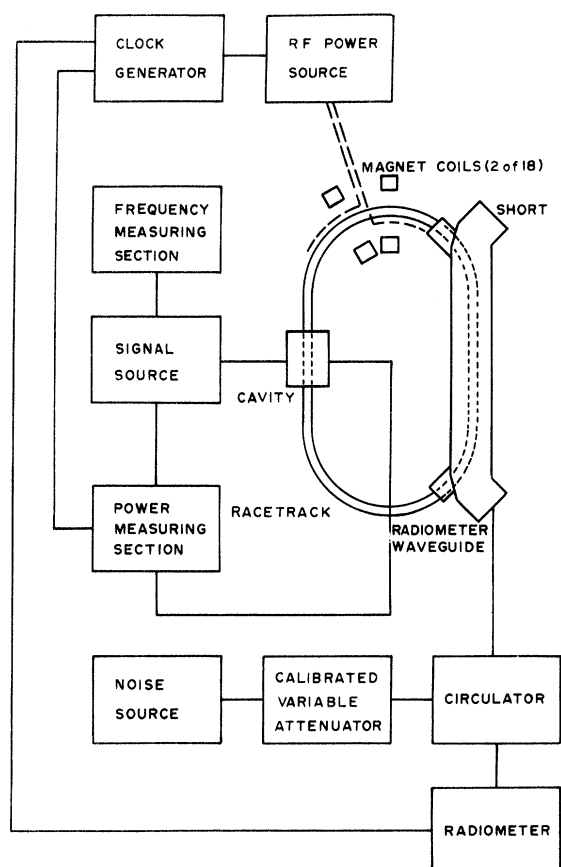 CLOCK
GENERATOR
RF POWER
SOURCE
MAGNET COILS (2 of 18)
SHORT
FREQUENCY
MEASURING
SECTION
SIGNAL
SOURCE
CAVITY
POWER
MEASURING
SECTION
RACETRACK
RADIOMETER
WAVEGUIDE
NOISE
SOURCE
CALIBRATED
VARIABLE
ATTENUATOR
CIRCULATOR
RADIOMETER